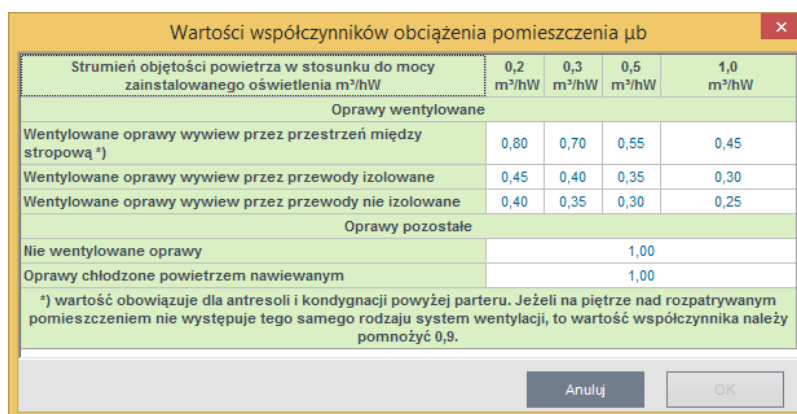 Wartości współczynników obciążenia pomieszczenia µb
Strumień objętości powietrza w stosunku do mocy
zainstalowanego oświetlenia m³/hW
0,2
m³/hW
0,3
m³/hW
0,5
m³/hW
1,0
m³/hW
Oprawy wentylowane
Wentylowane oprawy wywiew przez przestrzeń między
stropową *)
0,80 0,70 0,55 0,45
Wentylowane oprawy wywiew przez przewody izolowane 0,45 0,40 0,35 0,30
Wentylowane oprawy wywiew przez przewody nie izolowane 0,40 0,35 0,30 0,25
Oprawy pozostałe
Nie wentylowane oprawy 1,00
Oprawy chłodzone powietrzem nawiewanym 1,00
*) wartość obowiązuje dla antresoli i kondygnacji powyżej parteru. Jeżeli na piętrze nad rozpatrywanym
pomieszczeniem nie występuje tego samego rodzaju system wentylacji, to wartość współczynnika należy
pomnożyć 0,9.
Anuluj OK